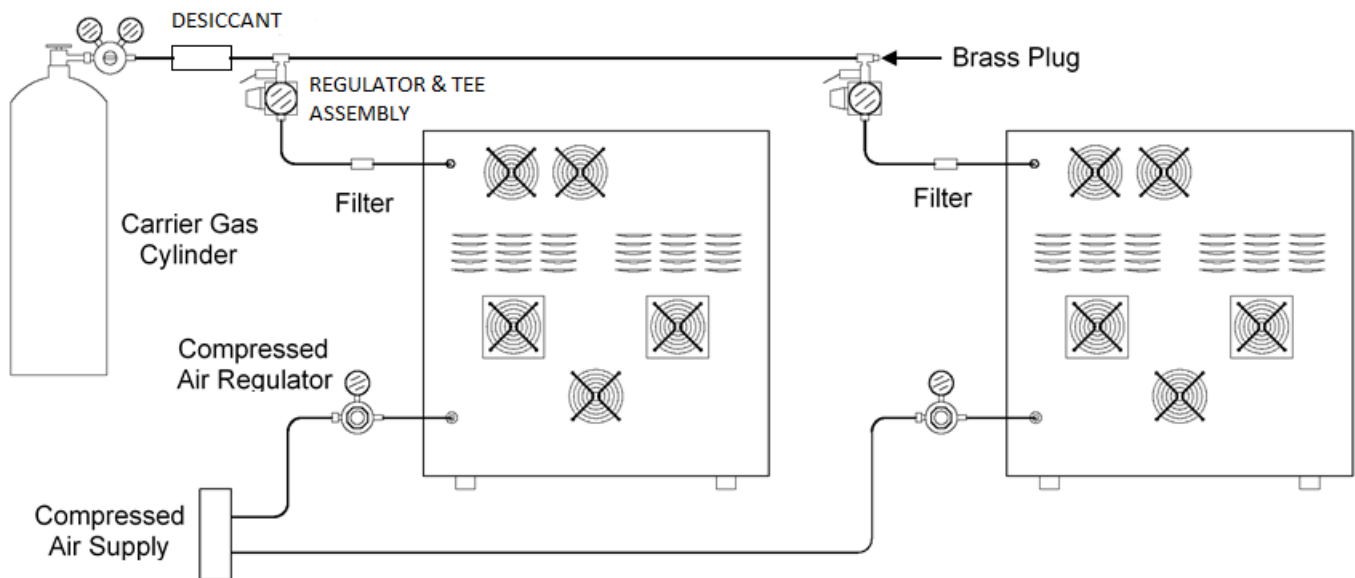 DESICCANT
Brass Plug
REGULATOR & TEE
ASSEMBLY
Filter
Filter
Carrier Gas
Cylinder
Compressed
Air Regulator
Compressed
Air Supply